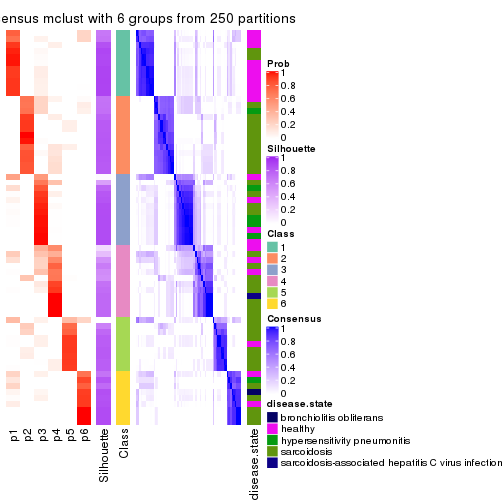 ensus mclust with 6 groups from 250 partitions
Prob
1
0.8
0.6
0.4
0.2
0
Silhouette
1
0.8
0.6
0.4
0.2
0
Class
1
2
3
4
5
6
Consensus
1
0.8
0.6
0.4
0.2
0
disease.state
bronchiolitis obliterans
healthy
hypersensitivity pneumonitis
sarcoidosis
sarcoidosis-associated hepatitis C virus infection
p1
p2
p3
p4
p5
p6
Silhouette
Class
disease.state